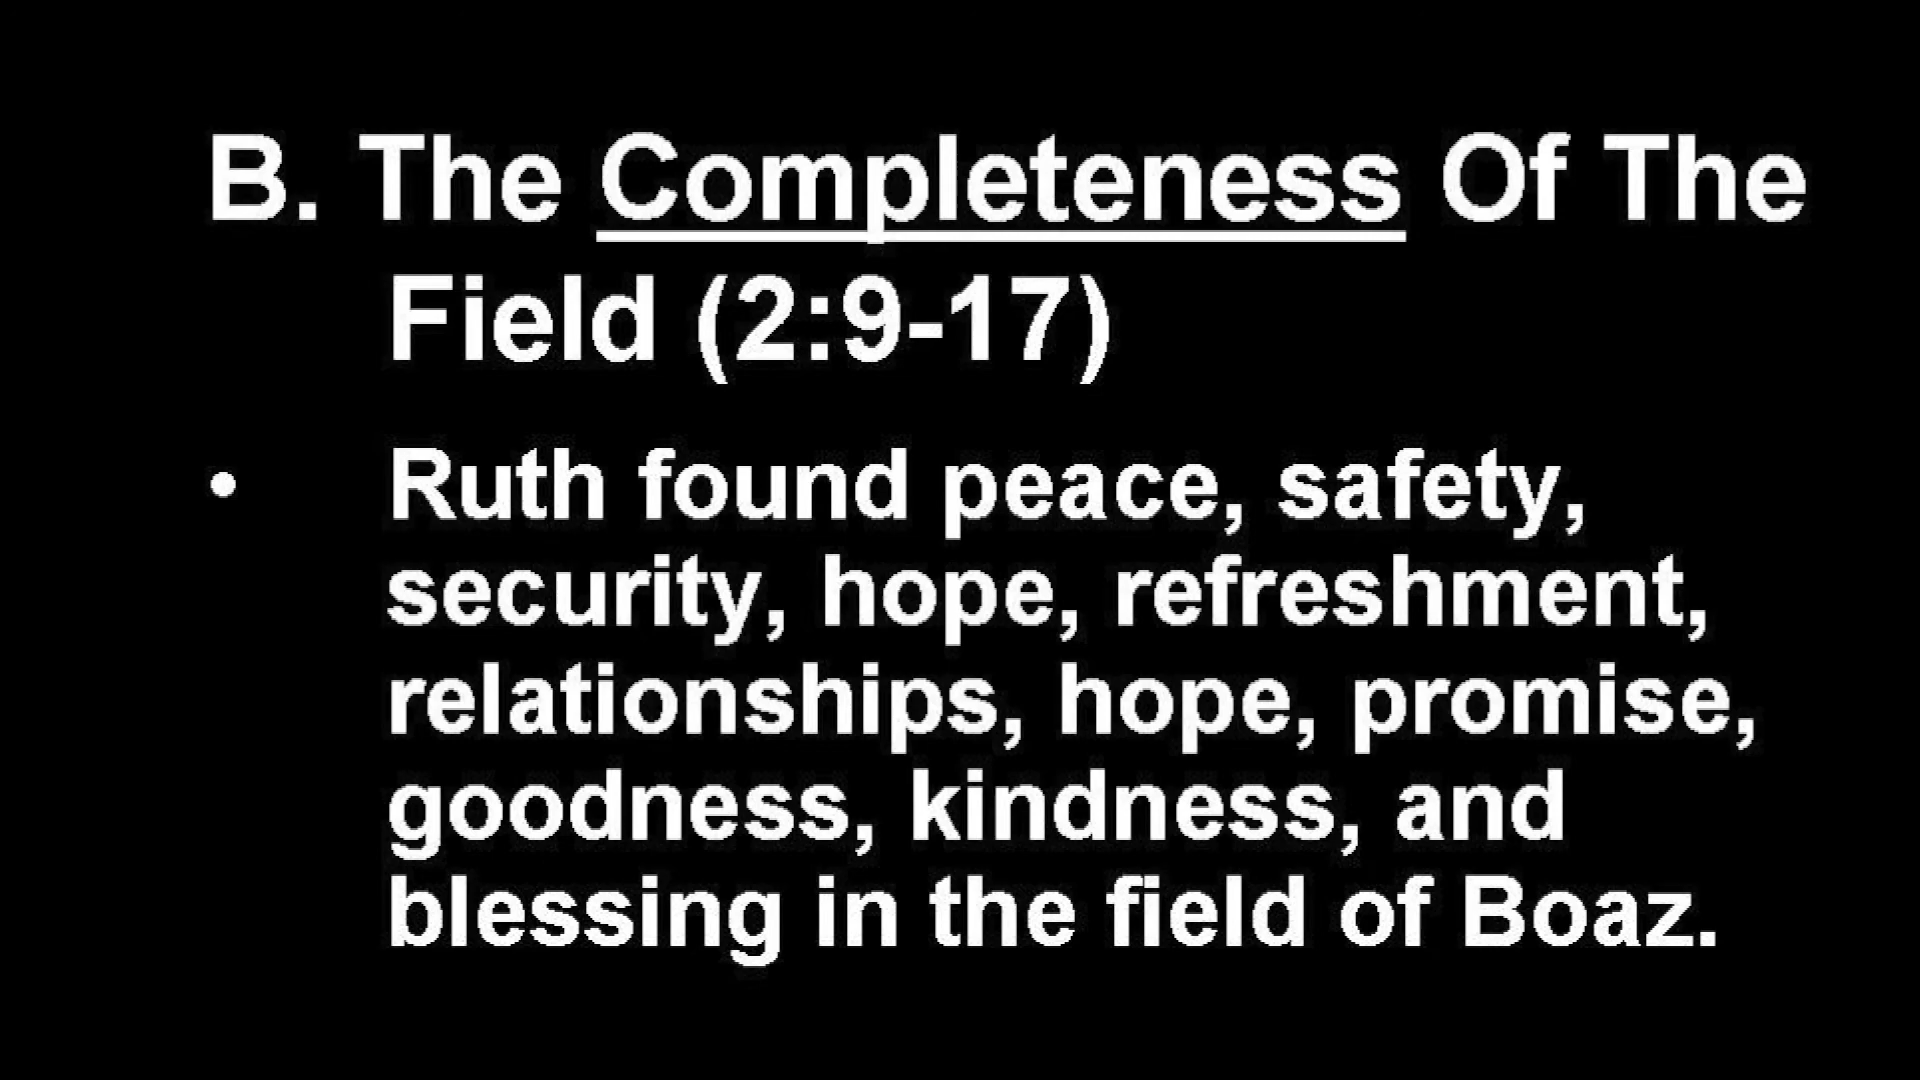 B. The Completeness Of The
Field (2:9-17)
• Ruth found peace, safety,
security, hope, refreshment,
relationships, hope, promise,
goodness, kindness, and
blessing in the field of Boaz.